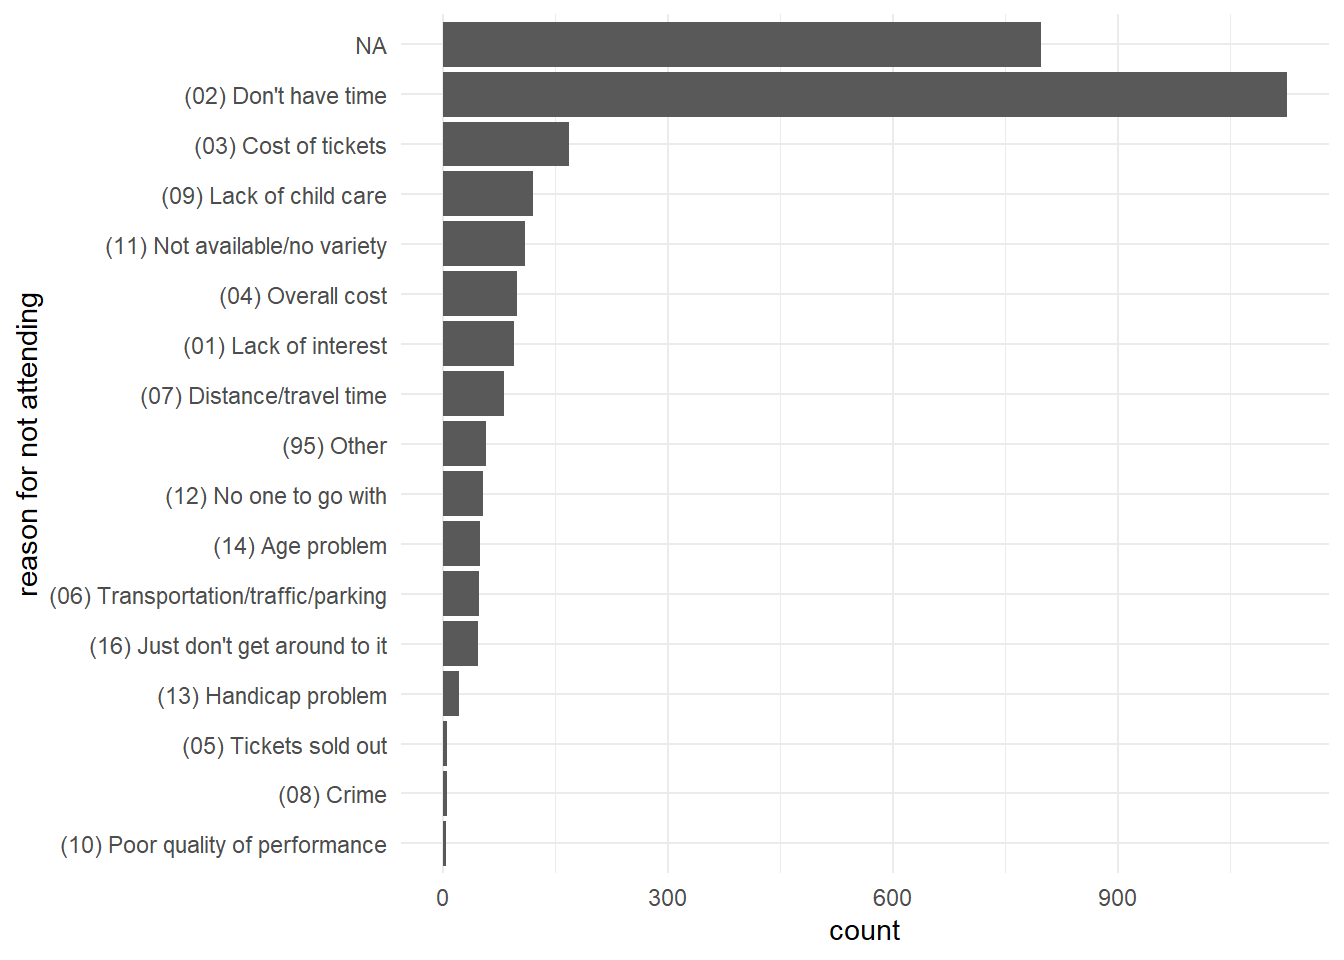 NA
(02) Don't have time
(03) Cost of tickets
(09) Lack of child care
(11) Not available/no variety
(04) Overall cost
(01) Lack of interest
(07) Distance/travel time
(95) Other
(12) No one to go with
(14) Age problem
(06) Transportation/traffic/parking
(16) Just don't get around to it
(13) Handicap problem
(05) Tickets sold out
(08) Crime
(10) Poor quality of performance
reason for not attending
0 300 600 900
count